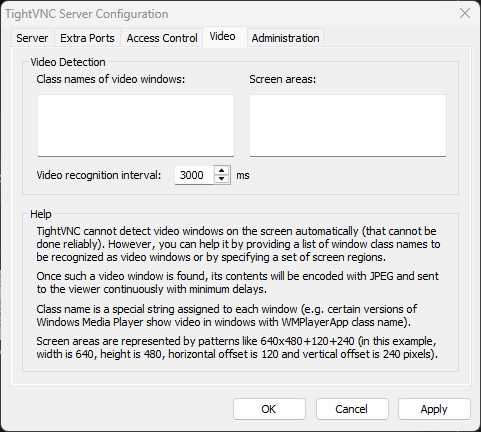 TightVNC Server Configuration
Server Extra Ports Access Control Video Administration
Video Detection
Class names of video windows: Screen areas:
Video recognition interval: 3000 ms
Help
TightVNC cannot detect video windows on the screen automatically (that cannot be
done reliably). However, you can help it by providing a list of window class names to
be recognized as video windows or by specifying a set of screen regions.
Once such a video window is found, its contents will be encoded with JPEG and sent
to the viewer continuously with minimum delays.
Class name is a special string assigned to each window (e.g. certain versions of
Windows Media Player show video in windows with WMPlayerApp class name).
Screen areas are represented by patterns like 640x480+120+240 (in this example,
width is 640, height is 480, horizontal offset is 120 and vertical offset is 240 pixels).
OK Cancel Apply